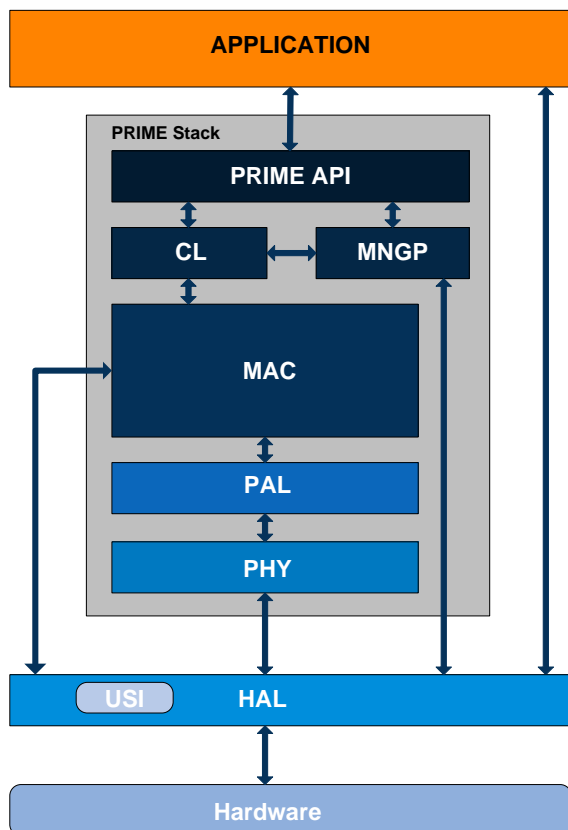 APPLICATION
PRIME Stack
PRIME API
CL
MNGP
MAC
PAL
PHY
USI
HAL
Hardware